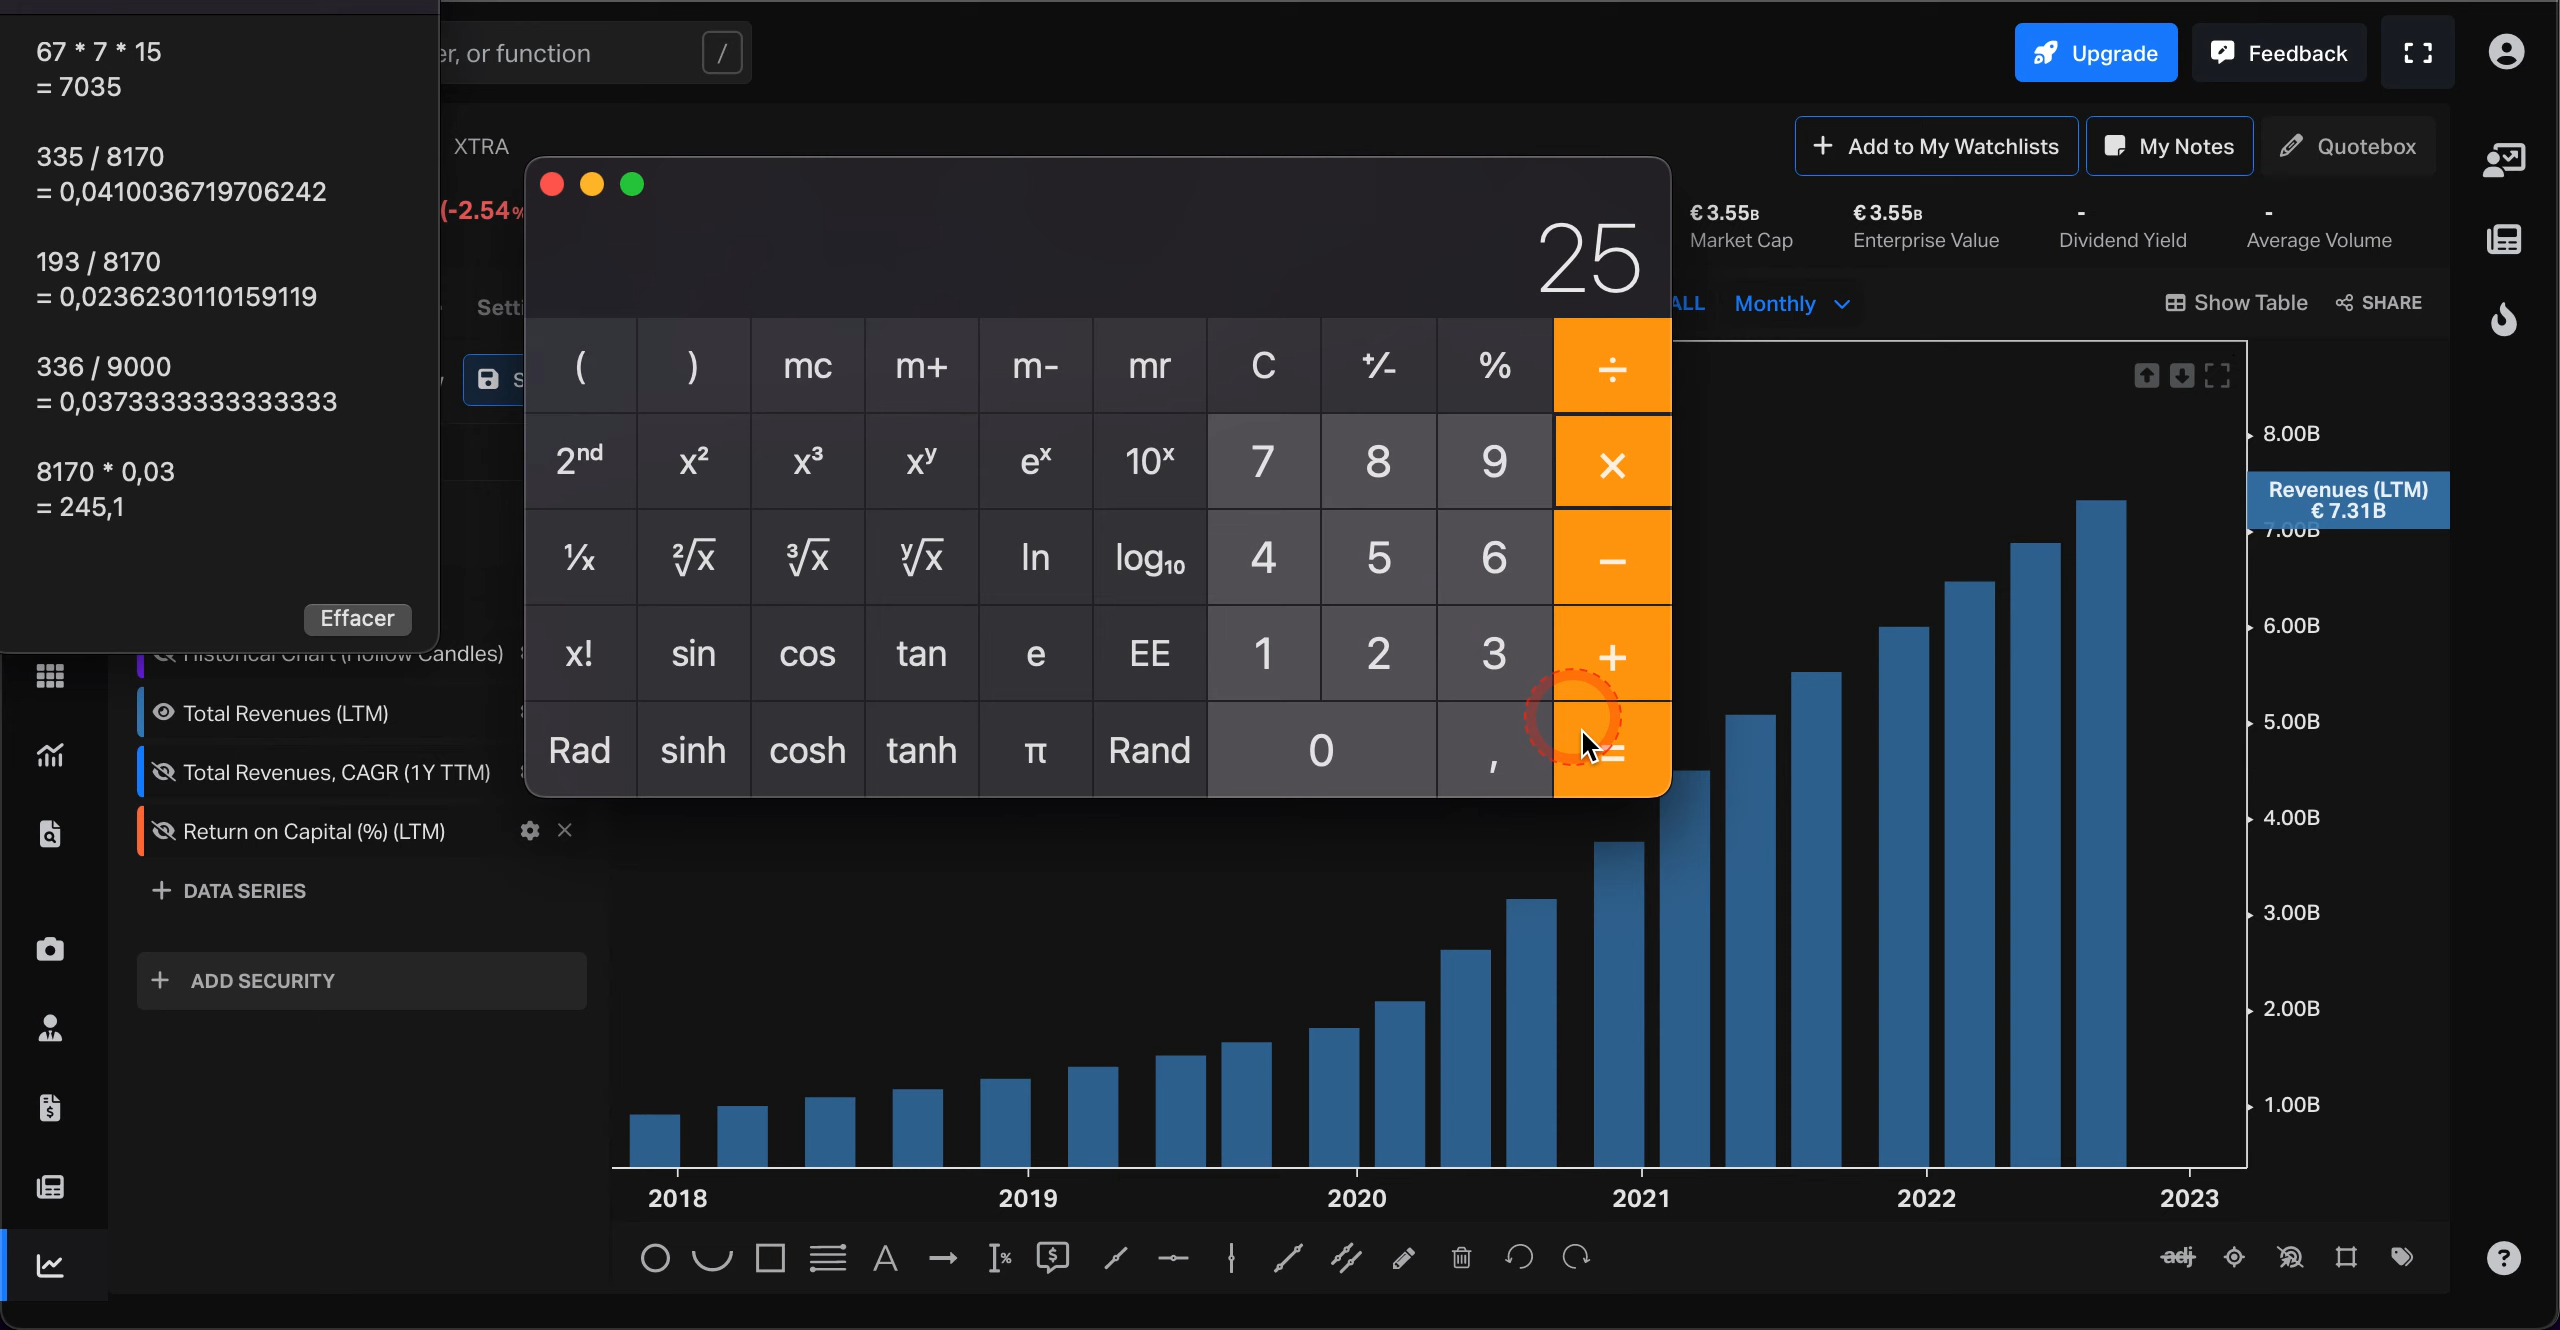 67 * 7 * 15
= 7035
335 / 8170
= 0,0410036719706242
193 / 8170
= 0,0236230110159119
336 / 9000
= 0,0373333333333333
8170 * 0,03
= 245,1
Effacer
er, or function /
Upgrade
Feedback
XTRA
Add to My Watchlists
My Notes
Quotebox
(-2.54%
€ 3.55B
Market Cap
€ 3.55B
Enterprise Value
-
Dividend Yield
-
Average Volume
ALL
Monthly
Show Table
SHARE
25
( ) mc m+ m- mr C +/- % ÷
2nd x² x³ xʸ eˣ 10ˣ 7 8 9 ×
1/x ²√x ³√x ʸ√x ln log₁₀ 4 5 6 −
x! sin cos tan e EE 1 2 3 +
Rad sinh cosh tanh π Rand 0 , =
Historical Chart (Hollow Candles)
Total Revenues (LTM)
Total Revenues, CAGR (1Y TTM)
Return on Capital (%) (LTM)
+ DATA SERIES
+ ADD SECURITY
8.00B
Revenues (LTM)
€ 7.31B
7.00B
6.00B
5.00B
4.00B
3.00B
2.00B
1.00B
2018 2019 2020 2021 2022 2023
A
%
$
adj
?